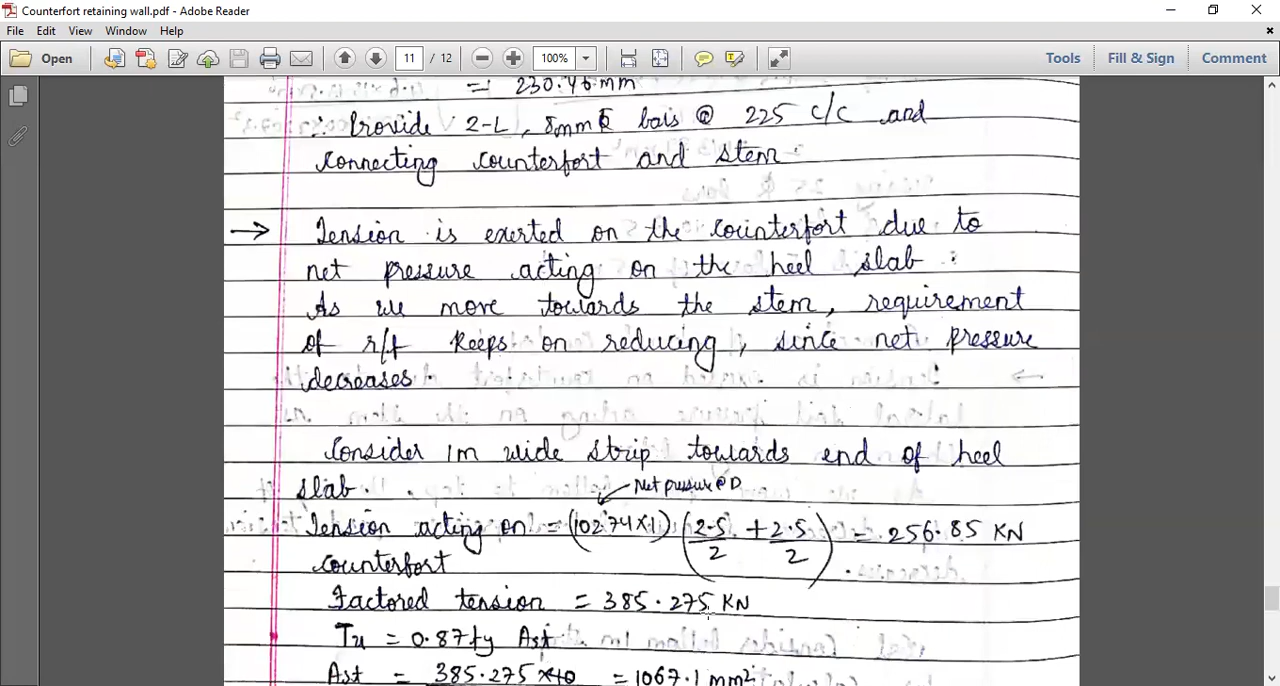 Counterfort retaining wall.pdf - Adobe Reader
File Edit View Window Help
Open 11 / 12 100% Tools Fill & Sign Comment
= 230.46 mm
∴ Provide 2-L, 8mm ϕ bars @ 225 c/c and
connecting counterfort and stem.
→ Tension is exerted on the counterfort due to
net pressure acting on the heel slab.
As we move towards the stem, requirement
of r/f keeps on reducing, since net pressure
decreases.
Consider 1m wide strip towards end of heel
slab.
Net pressure @ D
Tension acting on = (102.74×1) (2.5/2 + 2.5/2) = 256.85 KN
counterfort
Factored tension = 385.275 KN
Tu = 0.87 fy Ast
Ast = 385.275 ×10 = 1067.1 mm²